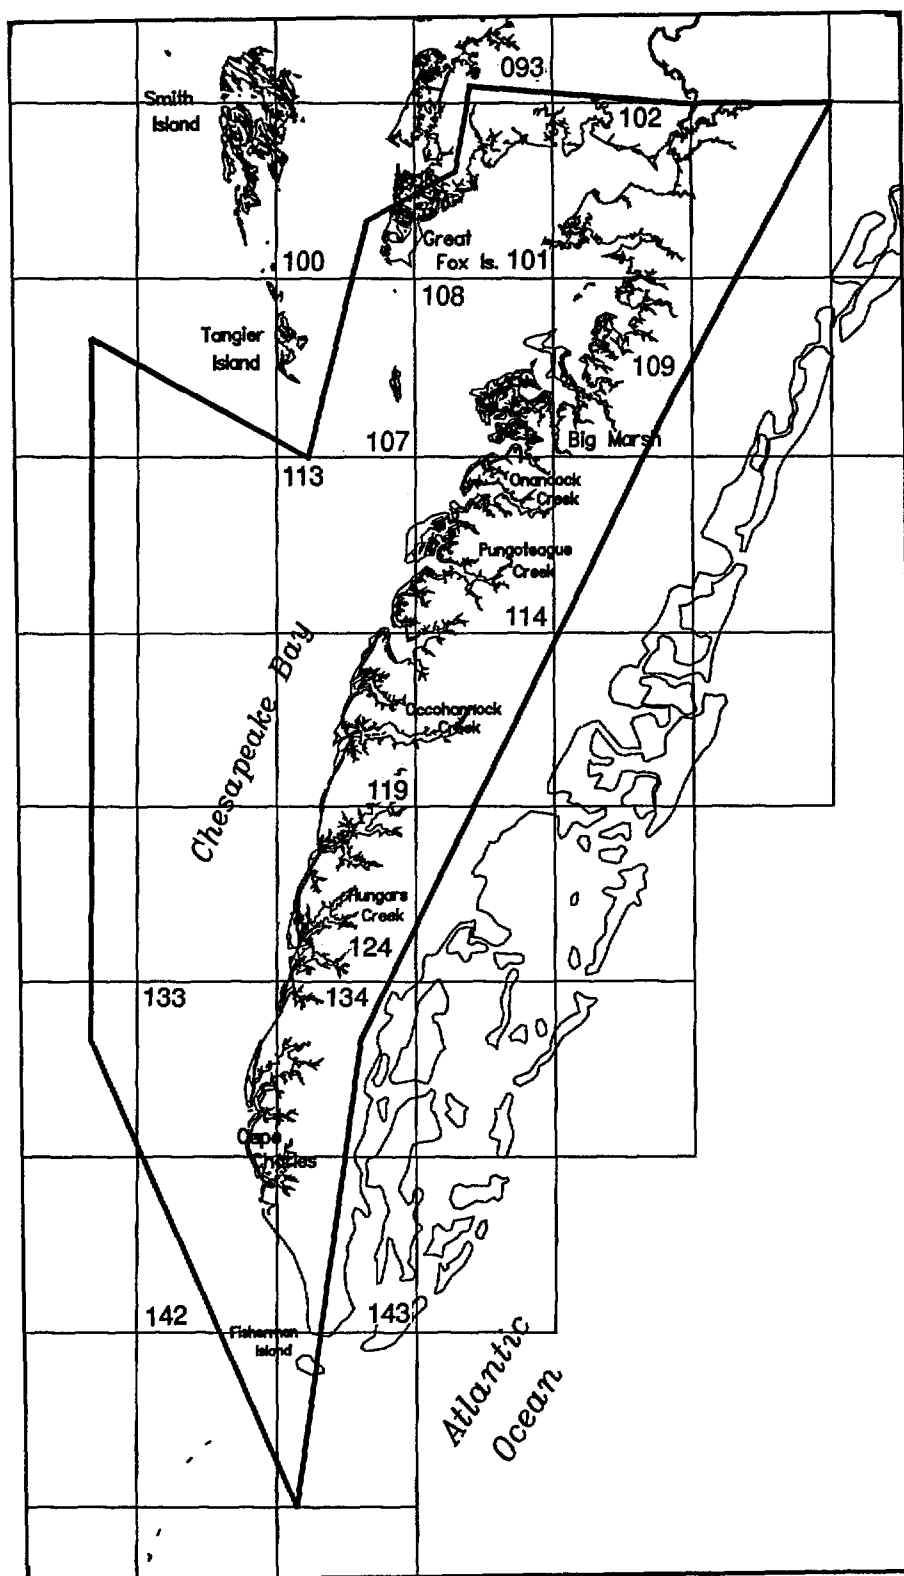 093
Smith
Island
102
Great
Fox Is.
100
101
108
Tangier
Island
109
107
Big Marsh
113
Onancock
Creek
Pungoteague
Creek
114
Chesapeake Bay
Occohannock
Creek
119
Hungars
Creek
124
133
134
Cape
Charles
142
143
Fisherman
Island
Atlantic
Ocean